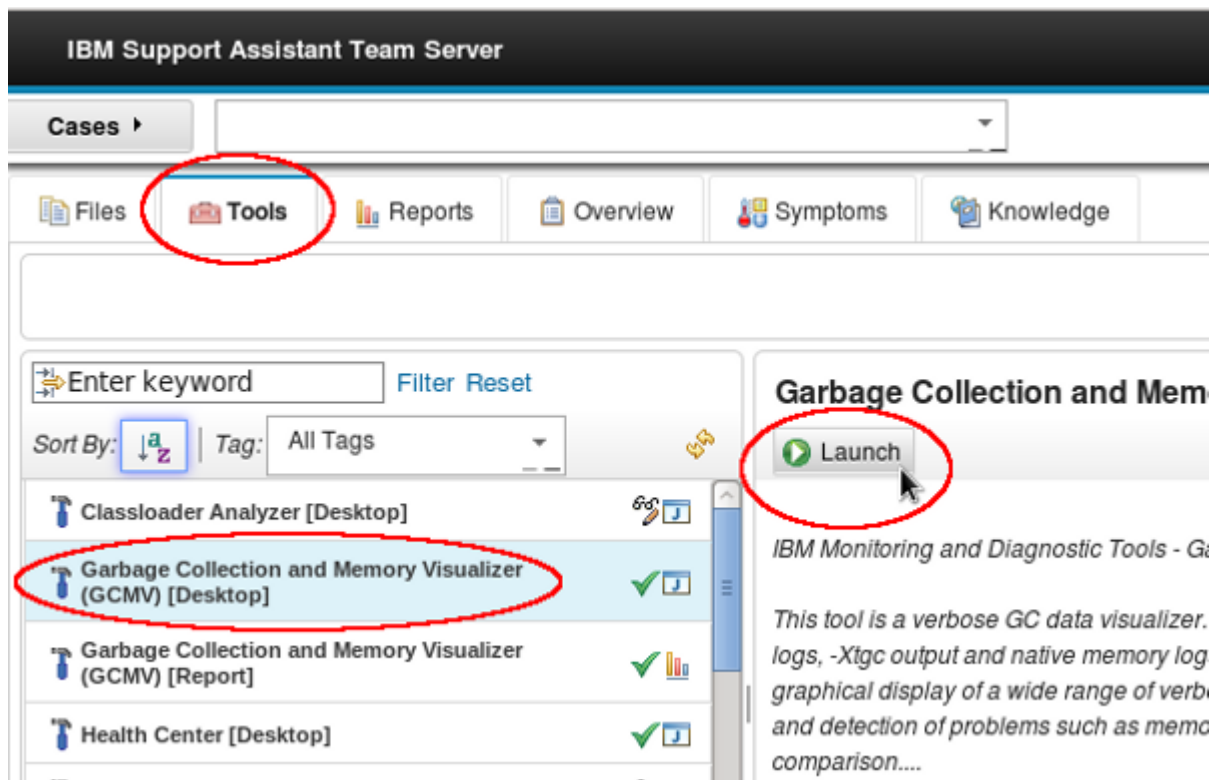 IBM Support Assistant Team Server
Cases
Files
Tools
Reports
Overview
Symptoms
Knowledge
Enter keyword
Filter Reset
Sort By:
Tag:
All Tags
Classloader Analyzer [Desktop]
Garbage Collection and Memory Visualizer
(GCMV) [Desktop]
Garbage Collection and Memory Visualizer
(GCMV) [Report]
Health Center [Desktop]
Garbage Collection and Mem
Launch
IBM Monitoring and Diagnostic Tools - Ga
This tool is a verbose GC data visualizer.
logs, -Xtgc output and native memory log
graphical display of a wide range of verb
and detection of problems such as memo
comparison....